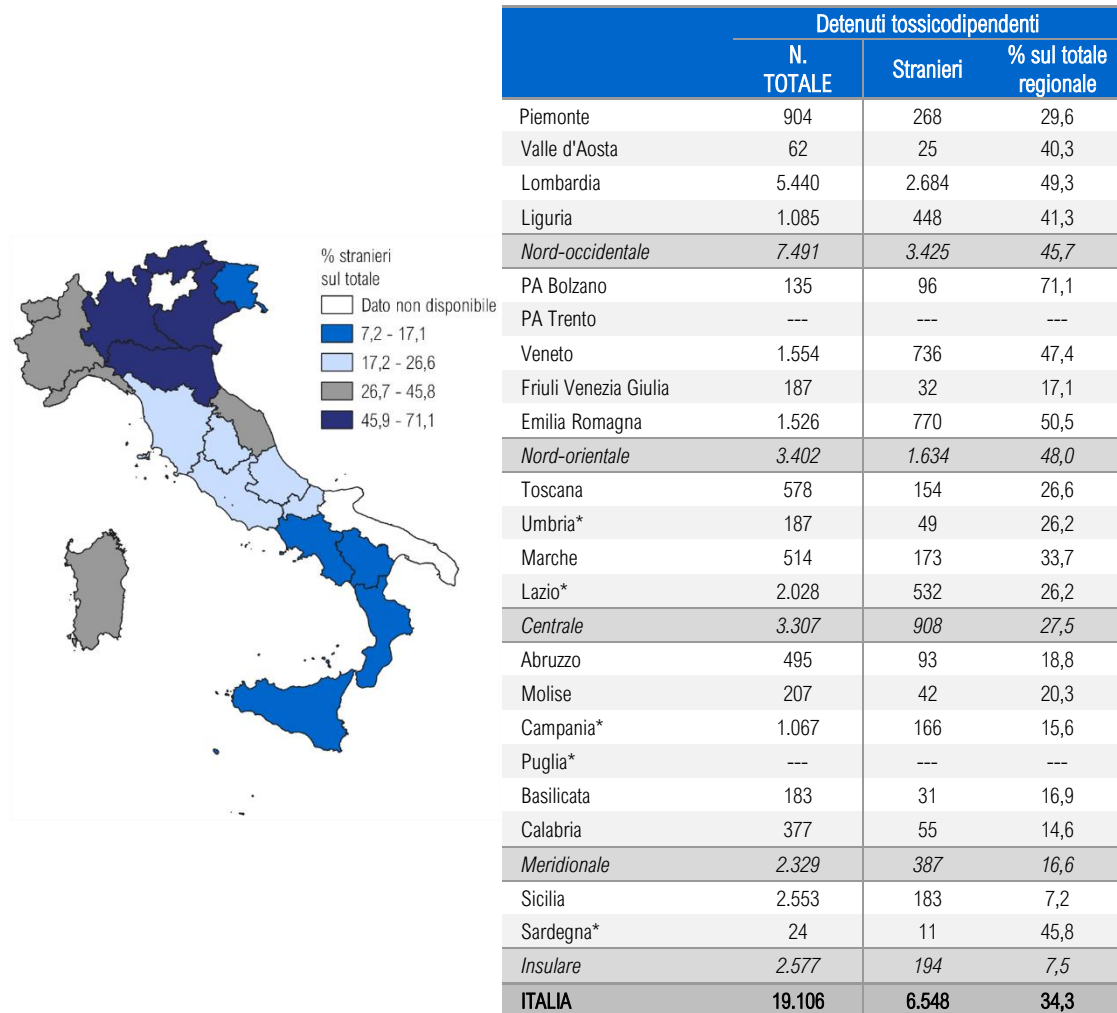 % stranieri
sul totale
Dato non disponibile
7,2 - 17,1
17,2 - 26,6
26,7 - 45,8
45,9 - 71,1
Detenuti tossicodipendenti
N. TOTALE Stranieri % sul totale regionale
Piemonte 904 268 29,6
Valle d'Aosta 62 25 40,3
Lombardia 5.440 2.684 49,3
Liguria 1.085 448 41,3
Nord-occidentale 7.491 3.425 45,7
PA Bolzano 135 96 71,1
PA Trento --- --- ---
Veneto 1.554 736 47,4
Friuli Venezia Giulia 187 32 17,1
Emilia Romagna 1.526 770 50,5
Nord-orientale 3.402 1.634 48,0
Toscana 578 154 26,6
Umbria* 187 49 26,2
Marche 514 173 33,7
Lazio* 2.028 532 26,2
Centrale 3.307 908 27,5
Abruzzo 495 93 18,8
Molise 207 42 20,3
Campania* 1.067 166 15,6
Puglia* --- --- ---
Basilicata 183 31 16,9
Calabria 377 55 14,6
Meridionale 2.329 387 16,6
Sicilia 2.553 183 7,2
Sardegna* 24 11 45,8
Insulare 2.577 194 7,5
ITALIA 19.106 6.548 34,3